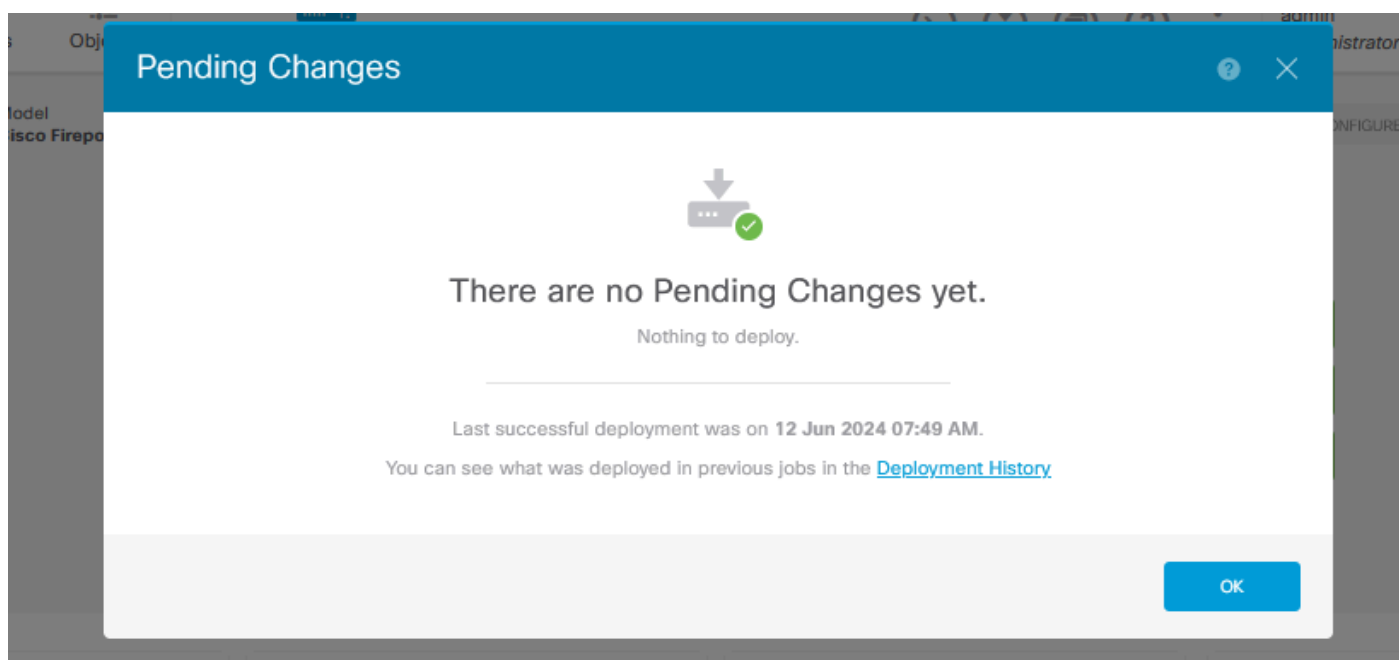 admin
Pending Changes
There are no Pending Changes yet.
Nothing to deploy.
Last successful deployment was on 12 Jun 2024 07:49 AM.
You can see what was deployed in previous jobs in the Deployment History
OK